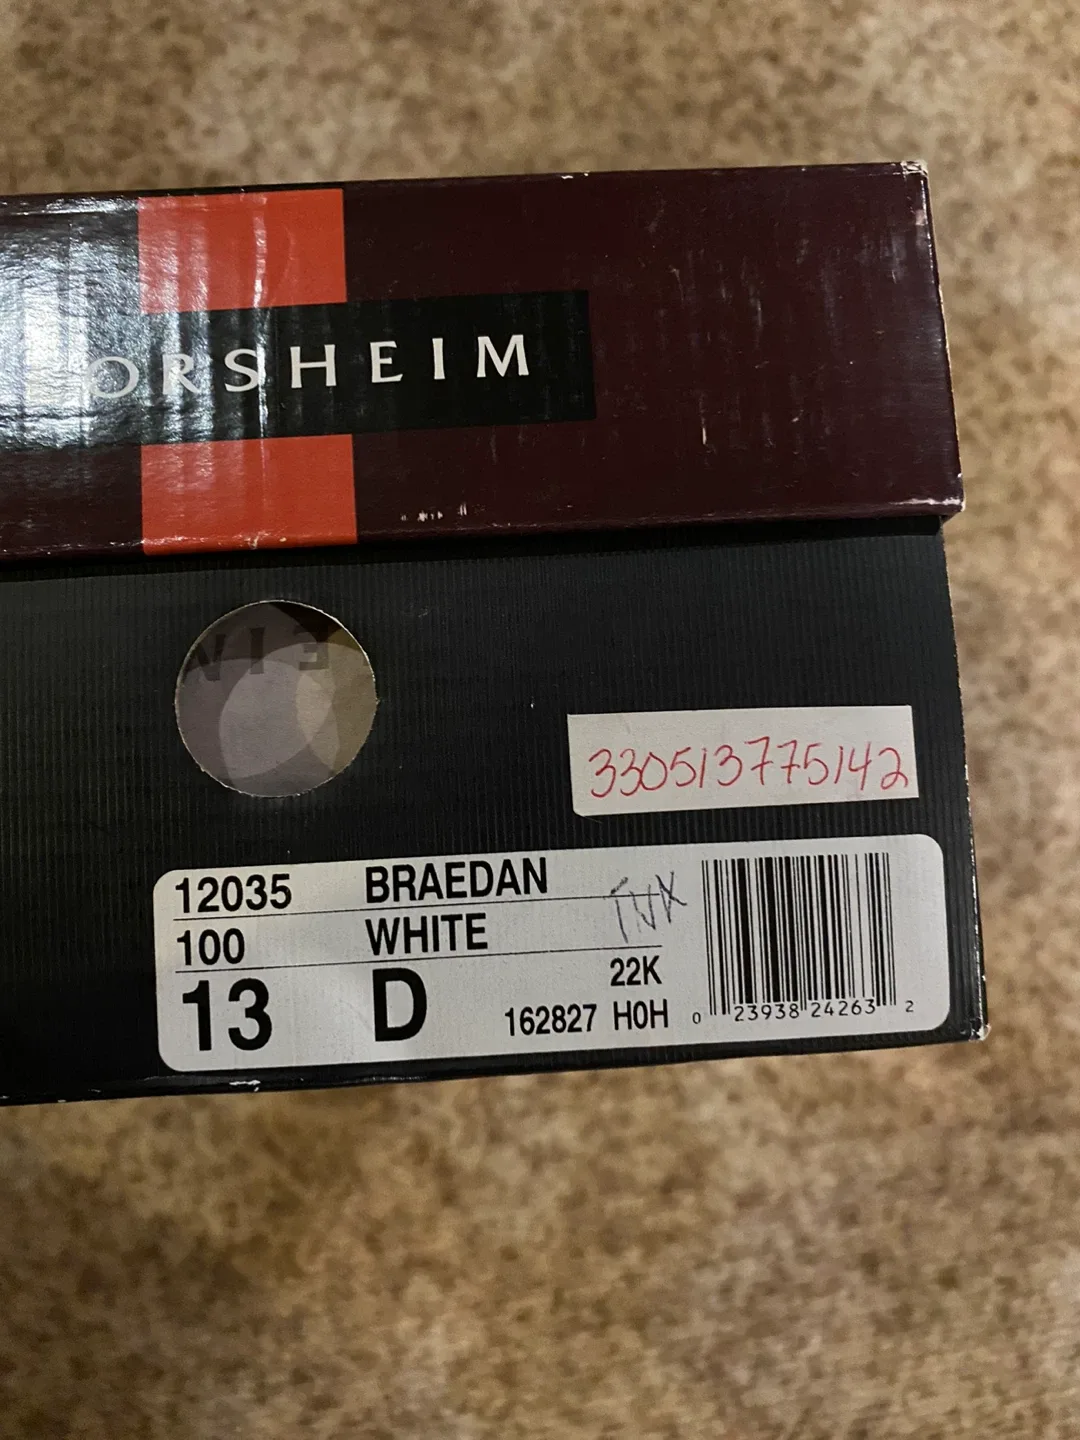 ORSHEIM
330513775142
12035 BRAEDAN
100 WHITE
13 D 22K
162827 H0H
0 23938 24263 2